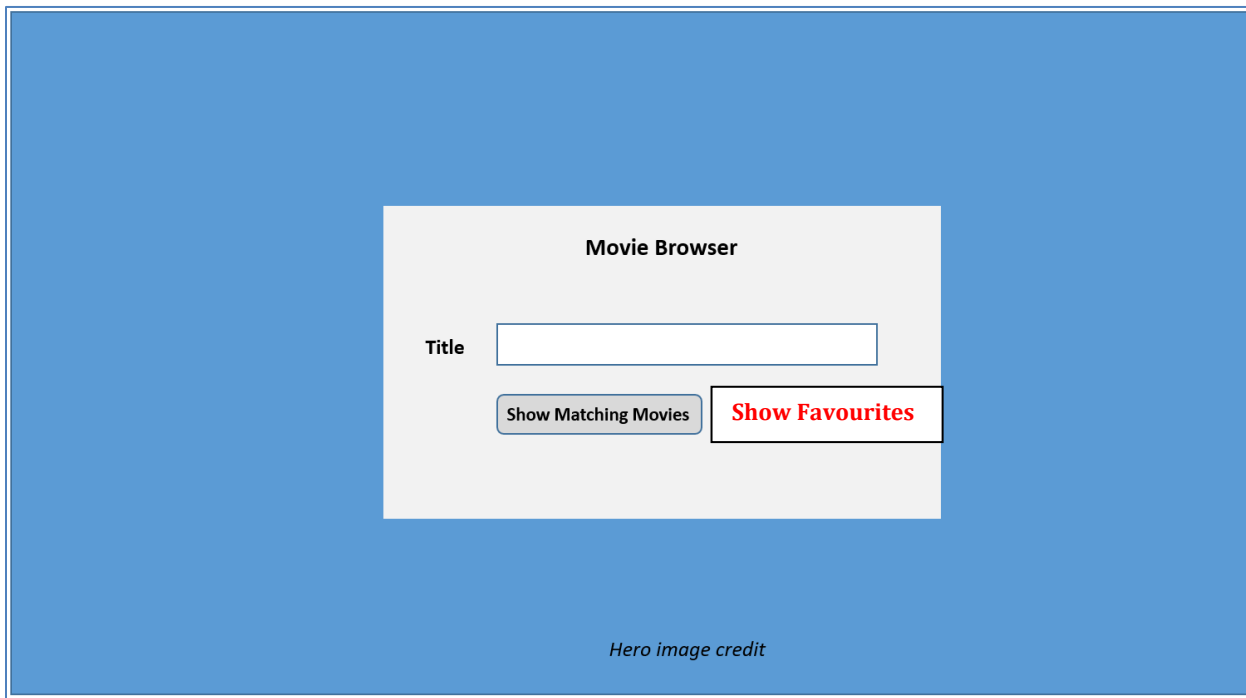 Movie Browser
Title
Show Matching Movies
Show Favourites
Hero image credit